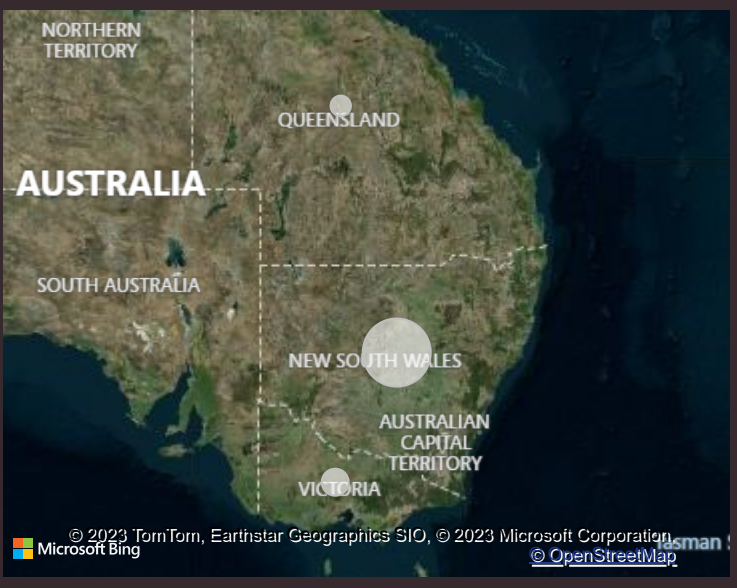 NORTHERN
TERRITORY
QUEENSLAND
AUSTRALIA
SOUTH AUSTRALIA
NEW SOUTH WALES
AUSTRALIAN
CAPITAL
TERRITORY
VICTORIA
© 2023 TomTom, Earthstar Geographics SIO, © 2023 Microsoft Corporation,
Microsoft Bing
Tasman S
© OpenStreetMap